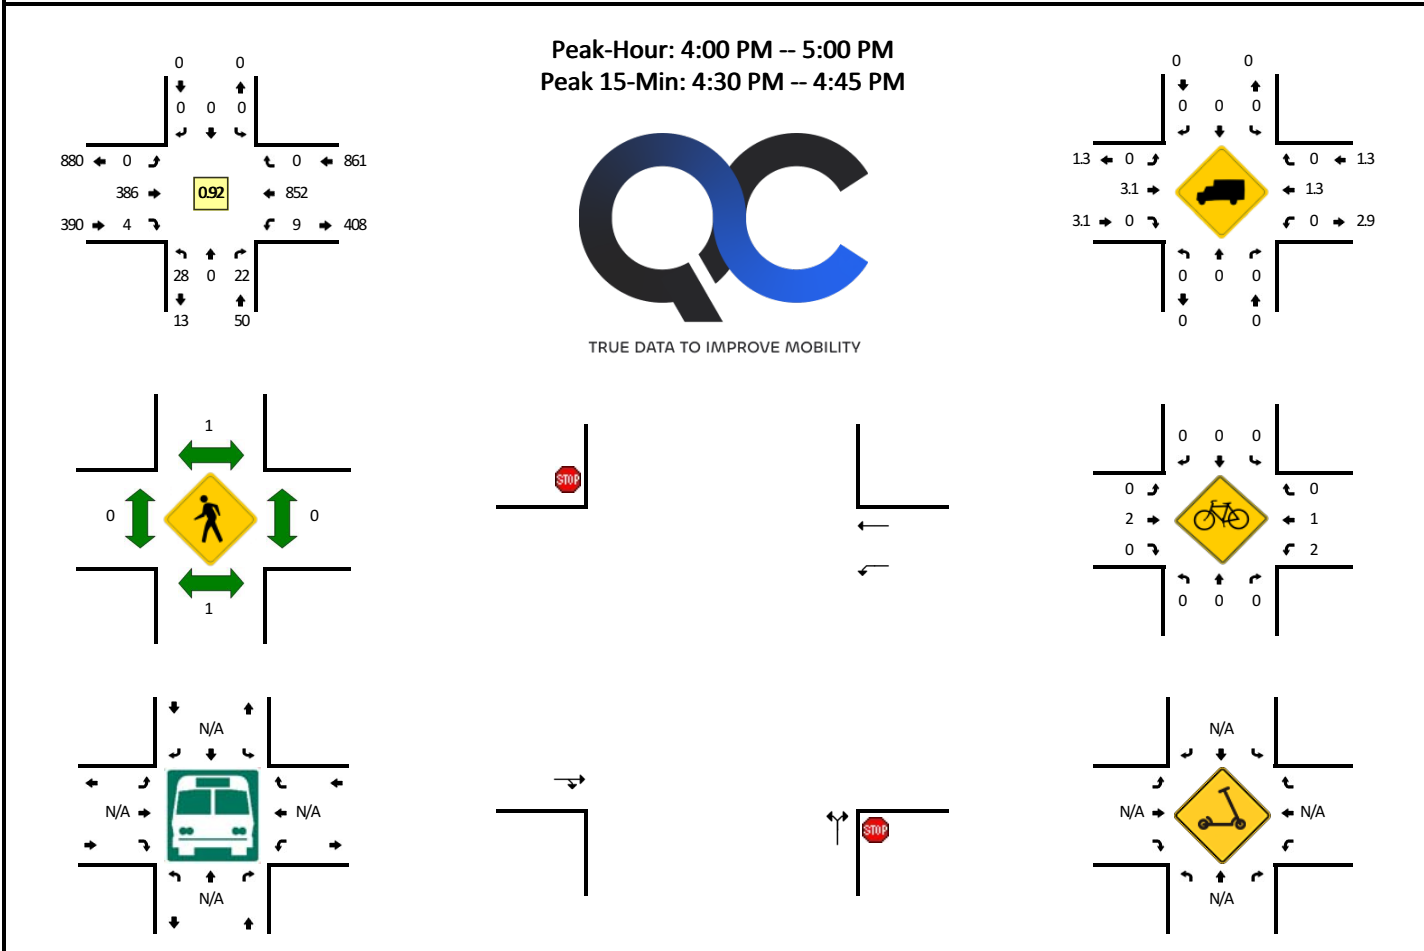 Peak-Hour: 4:00 PM -- 5:00 PM
Peak 15-Min: 4:30 PM -- 4:45 PM
0 0
0 0 0
880 0 0 861
386 0.92 852
390 4 9 408
28 0 22
13 50
QC
TRUE DATA TO IMPROVE MOBILITY
0 0
0 0 0
1.3 0 0 1.3
3.1 1.3
3.1 0 0 2.9
0 0 0
0 0
1
0 0
1
STOP
STOP
0 0 0
0 0
2 1
0 2
0 0 0
N/A
N/A N/A
N/A
N/A
N/A N/A
N/A